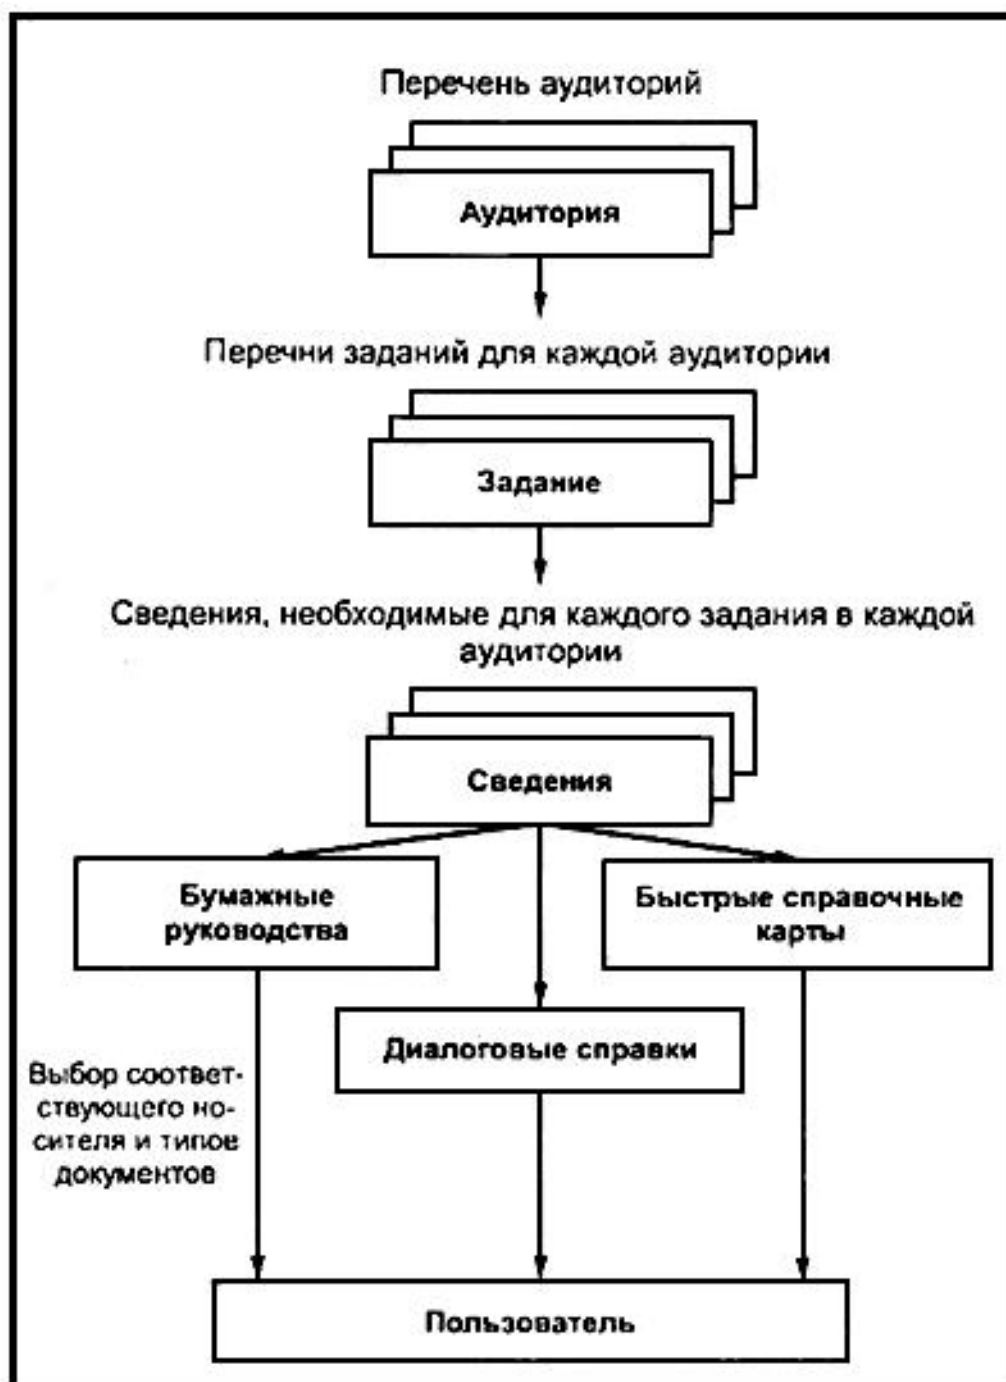 Перечень аудиторий
Аудитория
Перечни заданий для каждой аудитории
Задание
Сведения, необходимые для каждого задания в каждой
аудитории
Сведения
Бумажные
руководства
Быстрые справочные
карты
Диалоговые справки
Выбор соответ-
ствующего но-
сителя и типое
документов
Пользователь